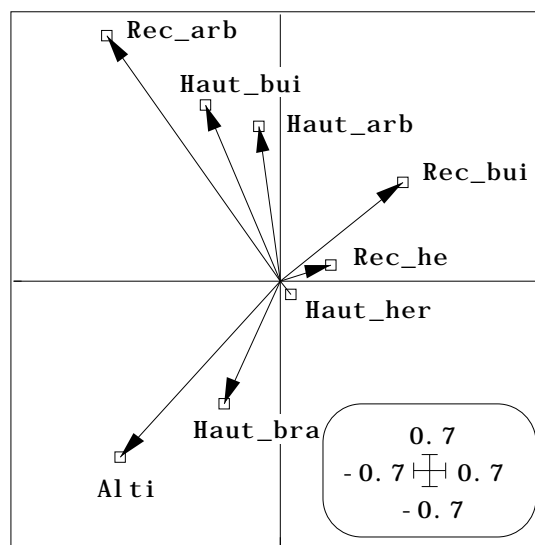 Rec_arb
Haut_bui
Haut_arb
Rec_bui
Rec_he
Haut_her
Haut_bra
Alti
0.7
-0.7 0.7
-0.7